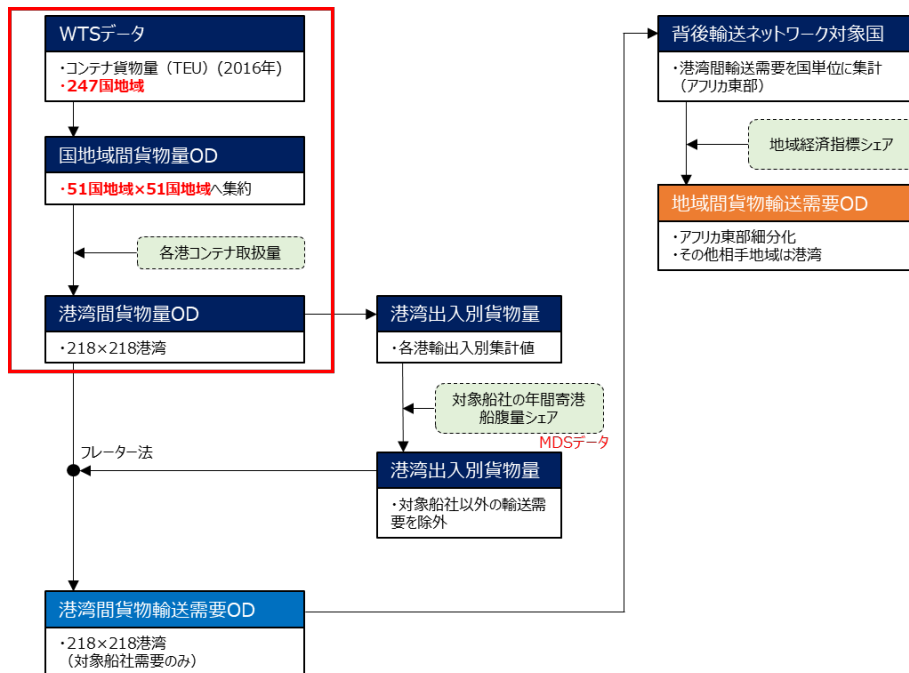 WTSデータ
・コンテナ貨物量（TEU）(2016年)
・247国地域
国地域間貨物量OD
・51国地域×51国地域へ集約
各港コンテナ取扱量
港湾間貨物量OD
・218×218港湾
港湾出入別貨物量
・各港輸出入別集計値
対象船社の年間寄港
船腹量シェア
MDSデータ
フレーター法
港湾出入別貨物量
・対象船社以外の輸送需
要を除外
港湾間貨物輸送需要OD
・218×218港湾
（対象船社需要のみ）
背後輸送ネットワーク対象国
・港湾間輸送需要を国単位に集計
（アフリカ東部）
地域経済指標シェア
地域間貨物輸送需要OD
・アフリカ東部細分化
・その他相手地域は港湾